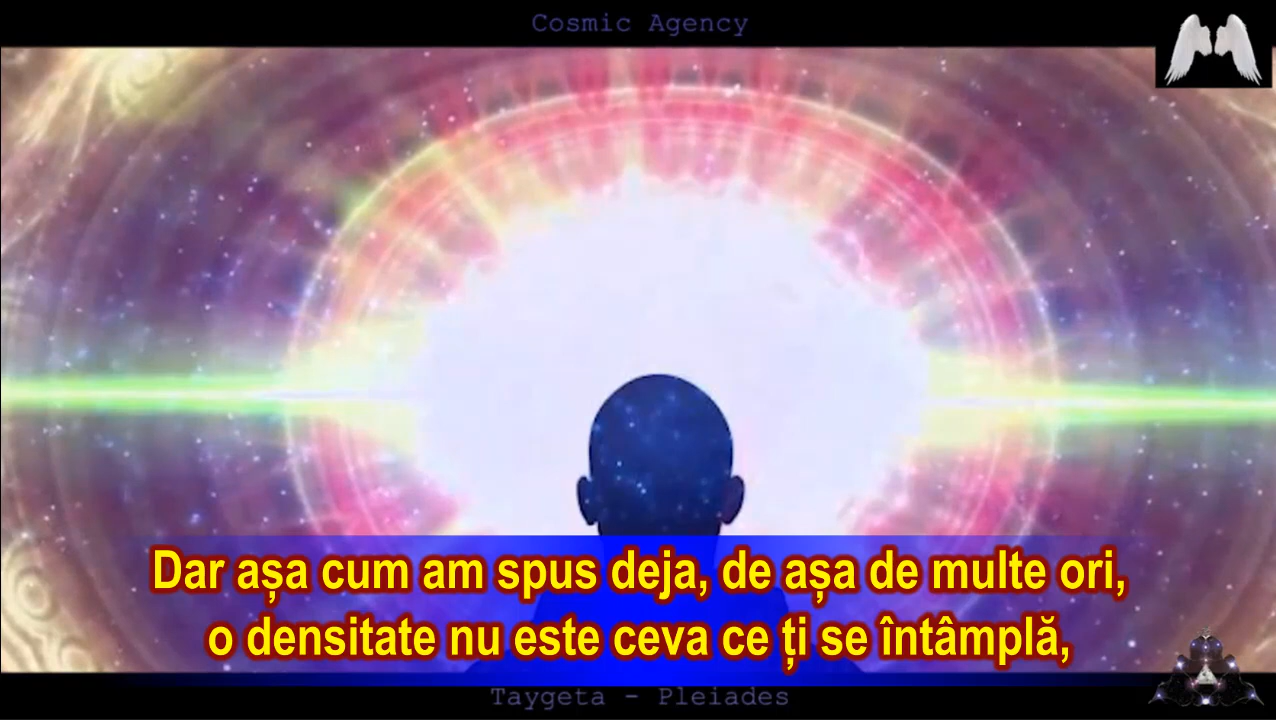 Cosmic Agency
Dar așa cum am spus deja, de așa de multe ori,
o densitate nu este ceva ce ți se întâmplă,
Taygeta - Pleiades